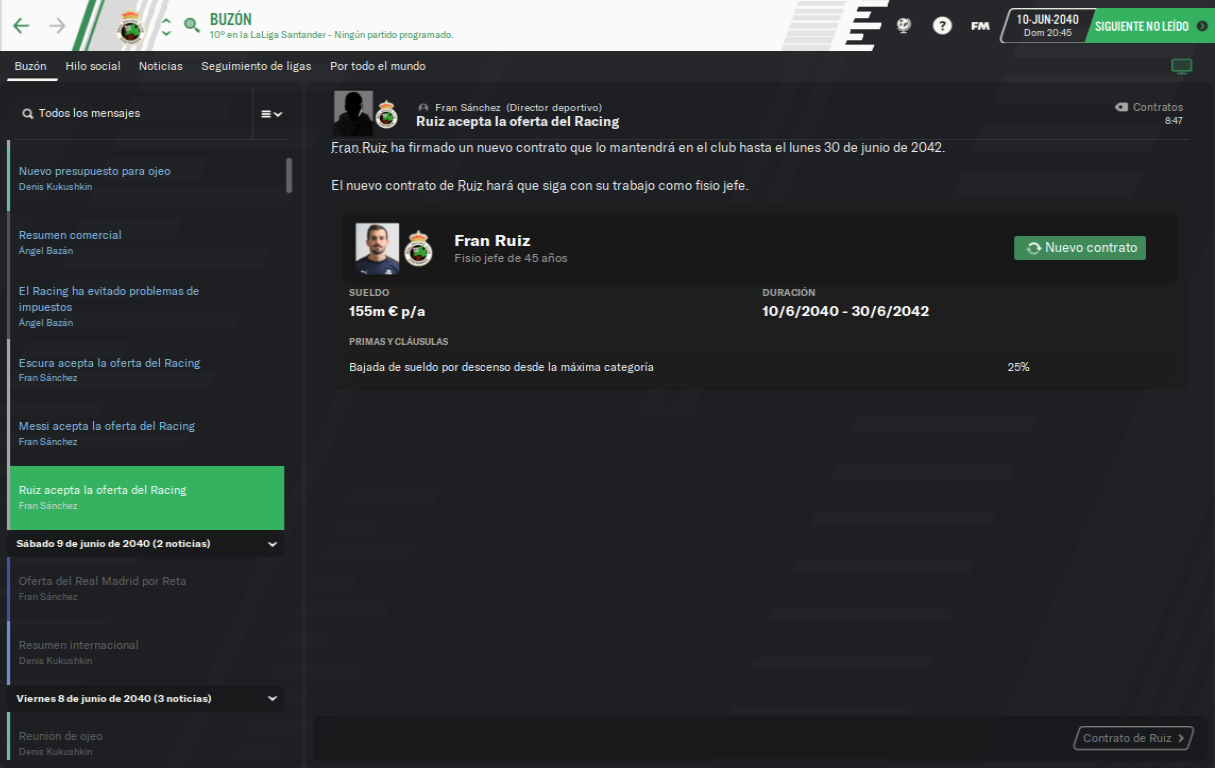 BUZÓN
10º en la LaLiga Santander - Ningún partido programado.
?
FM
10-JUN-2040
Dom 20:45
SIGUIENTE NO LEÍDO
Buzón
Hilo social
Noticias
Seguimiento de ligas
Por todo el mundo
Todos los mensajes
Nuevo presupuesto para ojeo
Denis Kukushkin
Resumen comercial
Ángel Bazán
El Racing ha evitado problemas de
impuestos
Ángel Bazán
Escura acepta la oferta del Racing
Fran Sánchez
Messi acepta la oferta del Racing
Fran Sánchez
Ruiz acepta la oferta del Racing
Fran Sánchez
Sábado 9 de junio de 2040 (2 noticias)
Oferta del Real Madrid por Reta
Fran Sánchez
Resumen internacional
Denis Kukushkin
Viernes 8 de junio de 2040 (3 noticias)
Reunión de ojeo
Denis Kukushkin
Fran Sánchez (Director deportivo)
Ruiz acepta la oferta del Racing
Contratos
8:47
Fran Ruiz ha firmado un nuevo contrato que lo mantendrá en el club hasta el lunes 30 de junio de 2042.
El nuevo contrato de Ruiz hará que siga con su trabajo como fisio jefe.
Fran Ruiz
Fisio jefe de 45 años
Nuevo contrato
SUELDO
155m € p/a
DURACIÓN
10/6/2040 - 30/6/2042
PRIMAS Y CLÁUSULAS
Bajada de sueldo por descenso desde la máxima categoría
25%
Contrato de Ruiz